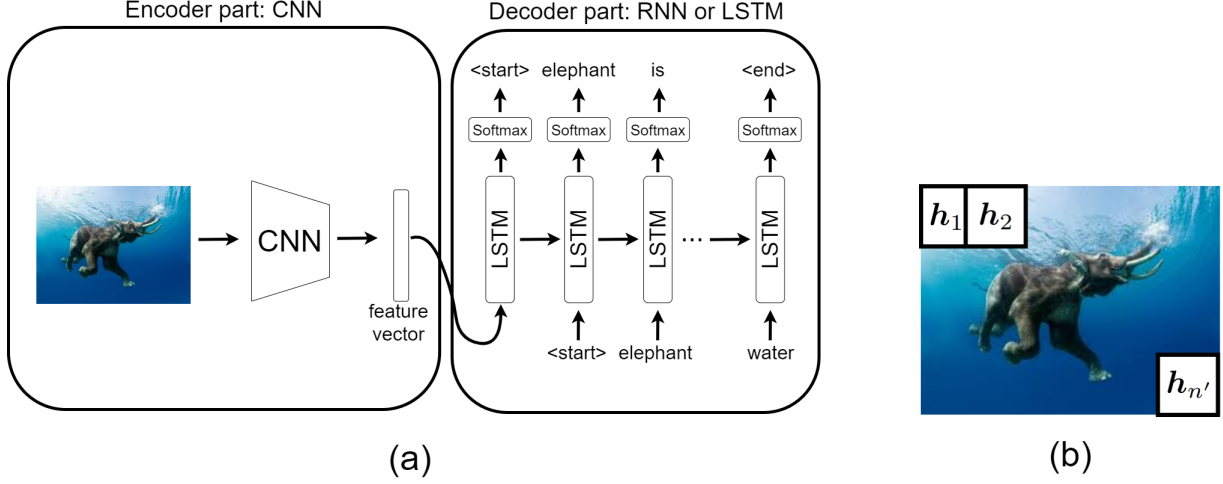 Encoder part: CNN
Decoder part: RNN or LSTM
<start> elephant is <end>
Softmax Softmax Softmax Softmax
CNN
LSTM LSTM LSTM ... LSTM
feature
vector
<start> elephant water
(a)
h1 h2
hn'
(b)